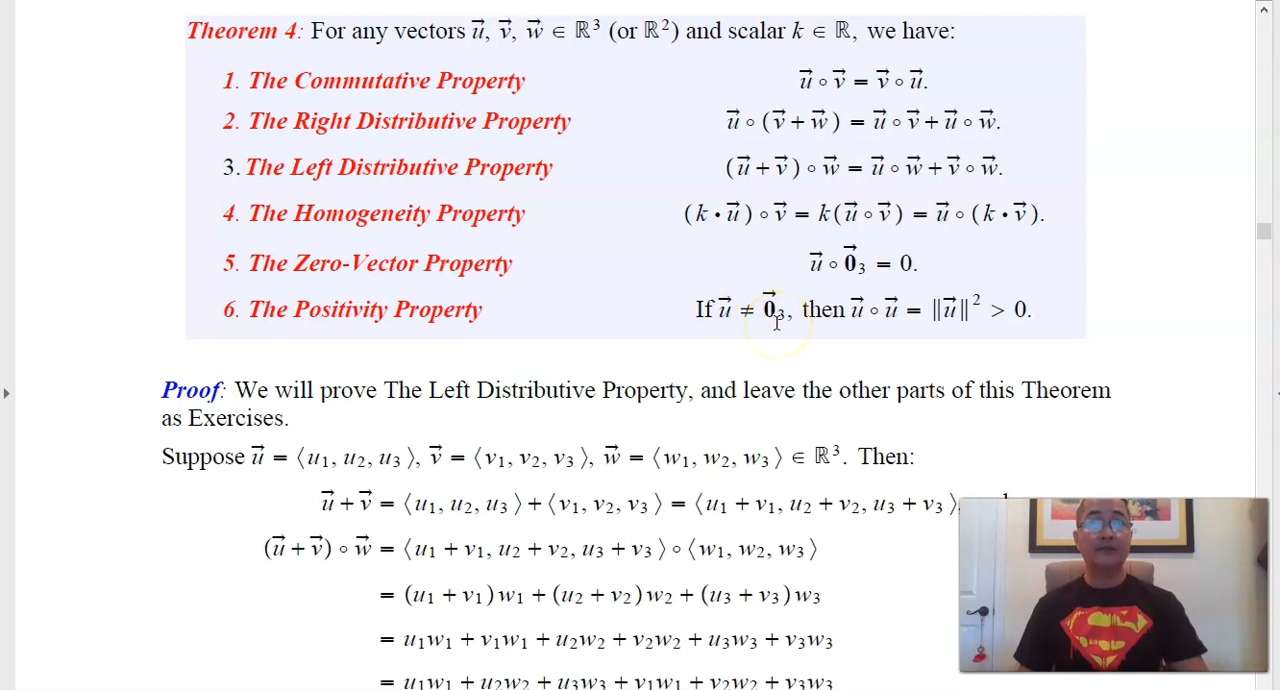 Theorem 4: For any vectors u⃗, v⃗, w⃗ ∈ ℝ³ (or ℝ²) and scalar k ∈ ℝ, we have:
1. The Commutative Property u⃗ ∘ v⃗ = v⃗ ∘ u⃗.
2. The Right Distributive Property u⃗ ∘ (v⃗ + w⃗) = u⃗ ∘ v⃗ + u⃗ ∘ w⃗.
3. The Left Distributive Property (u⃗ + v⃗) ∘ w⃗ = u⃗ ∘ w⃗ + v⃗ ∘ w⃗.
4. The Homogeneity Property (k • u⃗) ∘ v⃗ = k(u⃗ ∘ v⃗) = u⃗ ∘ (k • v⃗).
5. The Zero-Vector Property u⃗ ∘ 0⃗₃ = 0.
6. The Positivity Property If u⃗ ≠ 0⃗₃, then u⃗ ∘ u⃗ = ‖u⃗‖² > 0.
Proof: We will prove The Left Distributive Property, and leave the other parts of this Theorem
as Exercises.
Suppose u⃗ = ⟨u₁, u₂, u₃⟩, v⃗ = ⟨v₁, v₂, v₃⟩, w⃗ = ⟨w₁, w₂, w₃⟩ ∈ ℝ³. Then:
u⃗ + v⃗ = ⟨u₁, u₂, u₃⟩ + ⟨v₁, v₂, v₃⟩ = ⟨u₁ + v₁, u₂ + v₂, u₃ + v₃⟩
(u⃗ + v⃗) ∘ w⃗ = ⟨u₁ + v₁, u₂ + v₂, u₃ + v₃⟩ ∘ ⟨w₁, w₂, w₃⟩
= (u₁ + v₁)w₁ + (u₂ + v₂)w₂ + (u₃ + v₃)w₃
= u₁w₁ + v₁w₁ + u₂w₂ + v₂w₂ + u₃w₃ + v₃w₃
= u₁w₁ + u₂w₂ + u₃w₃ + v₁w₁ + v₂w₂ + v₃w₃